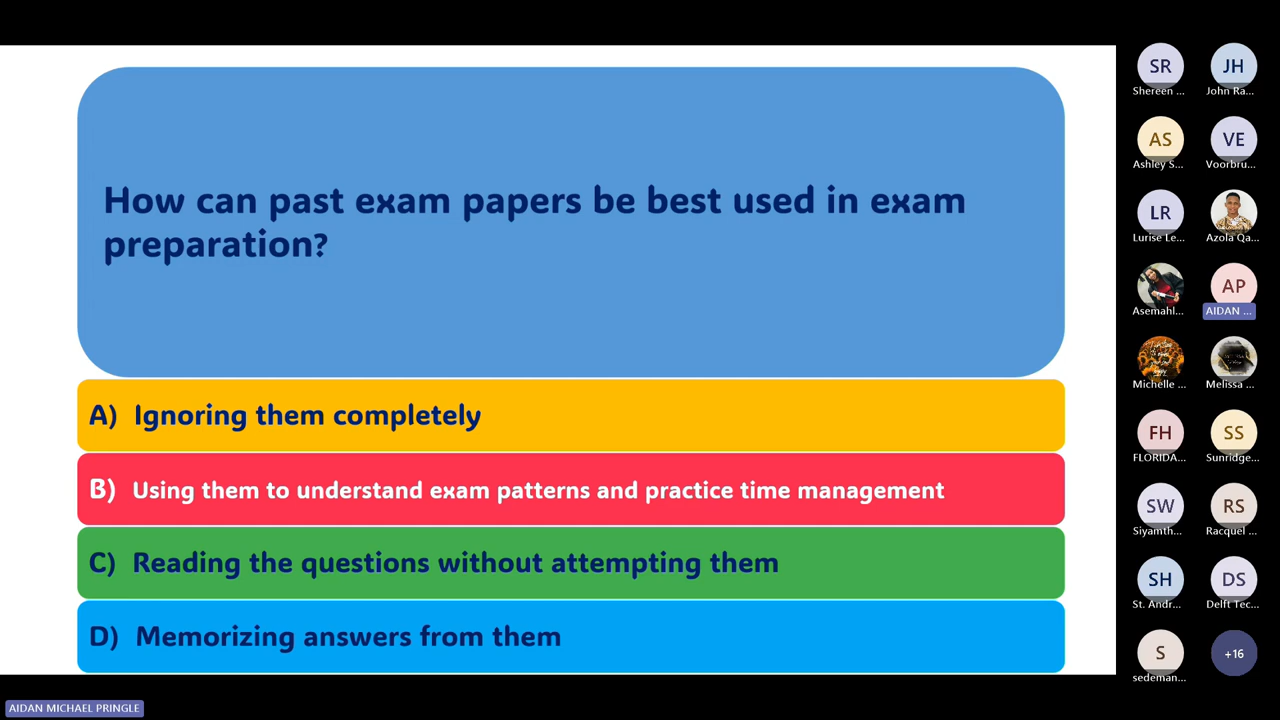 How can past exam papers be best used in exam
preparation?
A) Ignoring them completely
B) Using them to understand exam patterns and practice time management
C) Reading the questions without attempting them
D) Memorizing answers from them
SR JH
Shereen ... John Ra...
AS VE
Ashley S... Voorbru...
LR
Lurise Le... Azola Qa...
AP
Asemahl... AIDAN ...
Michelle ... Melissa ...
FH SS
FLORIDA... Sunridge...
SW RS
Siyamth... Racquel ...
SH DS
St. Andr... Delft Tec...
S +16
sedeman...
AIDAN MICHAEL PRINGLE